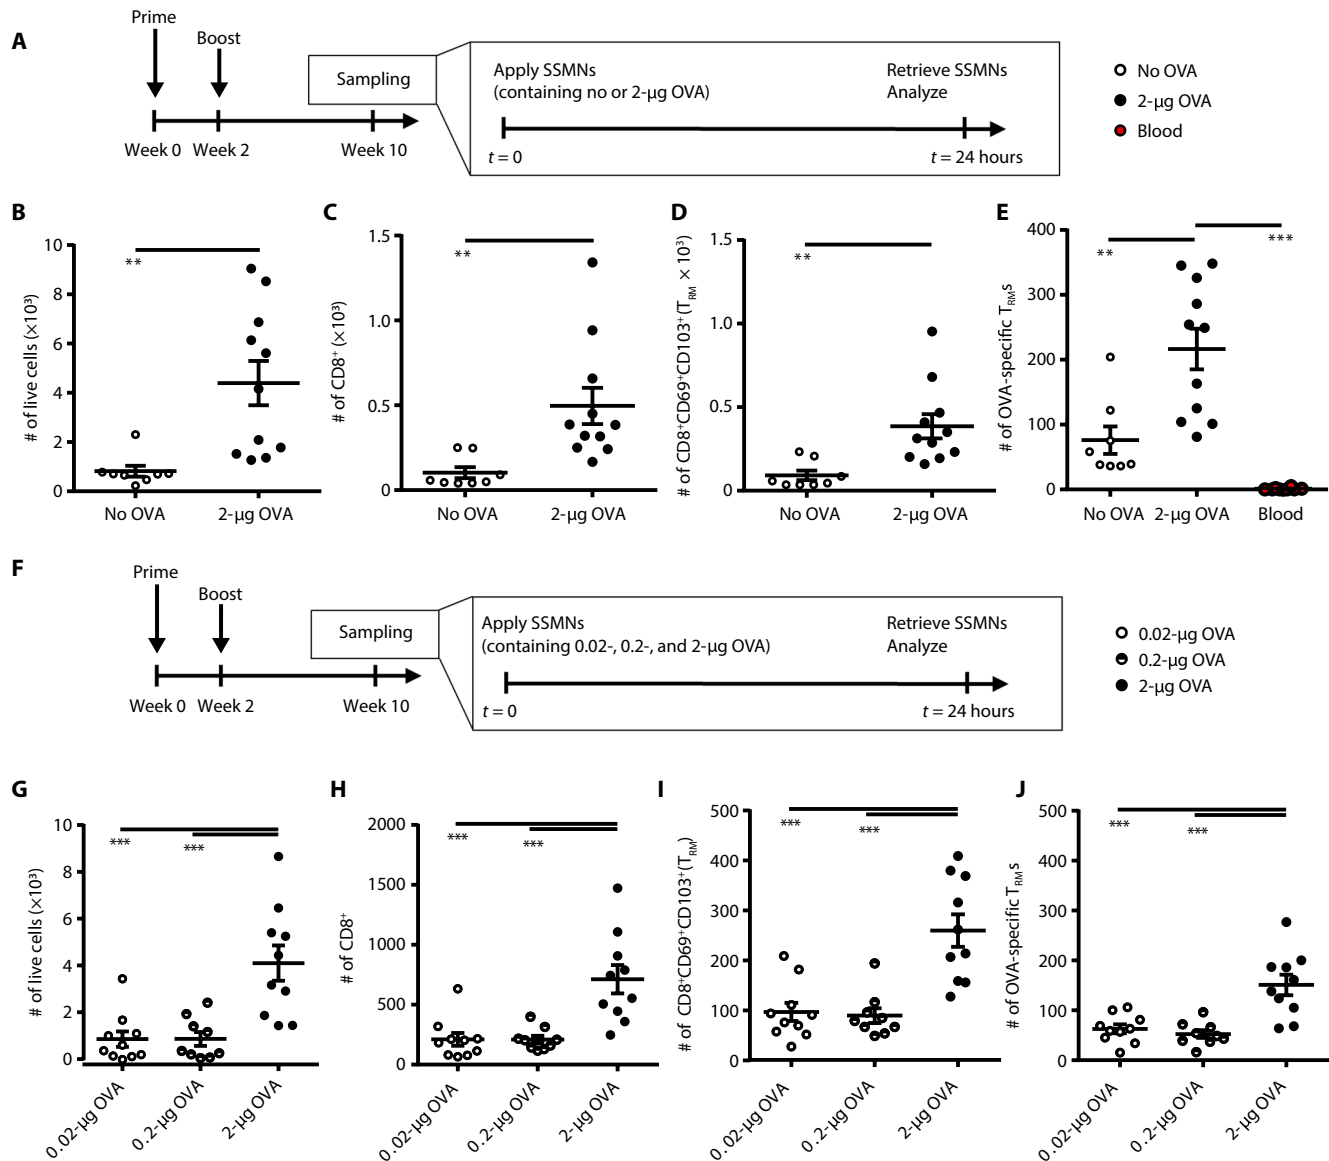 A
Prime
Boost
Sampling
Week 0 Week 2 Week 10
Apply SSMNs
(containing no or 2-µg OVA)
Retrieve SSMNs
Analyze
t = 0
t = 24 hours
No OVA
2-µg OVA
Blood
B
# of live cells (×10³)
10
8
6
4
2
0
**
No OVA 2-µg OVA
C
# of CD8⁺ (×10³)
1.5
1.0
0.5
0
**
No OVA 2-µg OVA
D
# of CD8⁺CD69⁺CD103⁺ (TRM × 10³)
1.5
1.0
0.5
0
**
No OVA 2-µg OVA
E
# of OVA-specific TRMs
400
300
200
100
0
**
***
No OVA 2-µg OVA Blood
F
Prime
Boost
Sampling
Week 0 Week 2 Week 10
Apply SSMNs
(containing 0.02-, 0.2-, and 2-µg OVA)
Retrieve SSMNs
Analyze
t = 0
t = 24 hours
0.02-µg OVA
0.2-µg OVA
2-µg OVA
G
# of live cells (×10³)
10
8
6
4
2
0
***
***
0.02-µg OVA
0.2-µg OVA
2-µg OVA
H
# of CD8⁺
2000
1500
1000
500
0
***
***
0.02-µg OVA
0.2-µg OVA
2-µg OVA
I
# of CD8⁺CD69⁺CD103⁺ (TRM)
500
400
300
200
100
0
***
***
0.02-µg OVA
0.2-µg OVA
2-µg OVA
J
# of OVA-specific TRMs
500
400
300
200
100
0
***
***
0.02-µg OVA
0.2-µg OVA
2-µg OVA